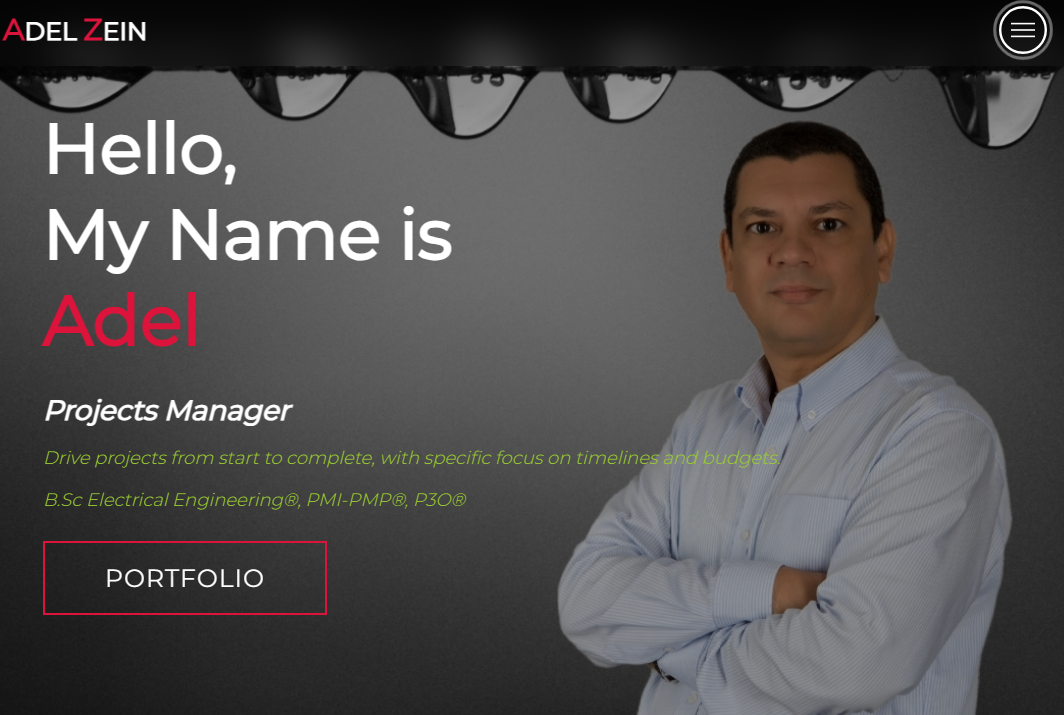 ADEL ZEIN
Hello,
My Name is
Adel
Projects Manager
Drive projects from start to complete, with specific focus on timelines and budgets.
B.Sc Electrical Engineering®, PMI-PMP®, P3O®
PORTFOLIO